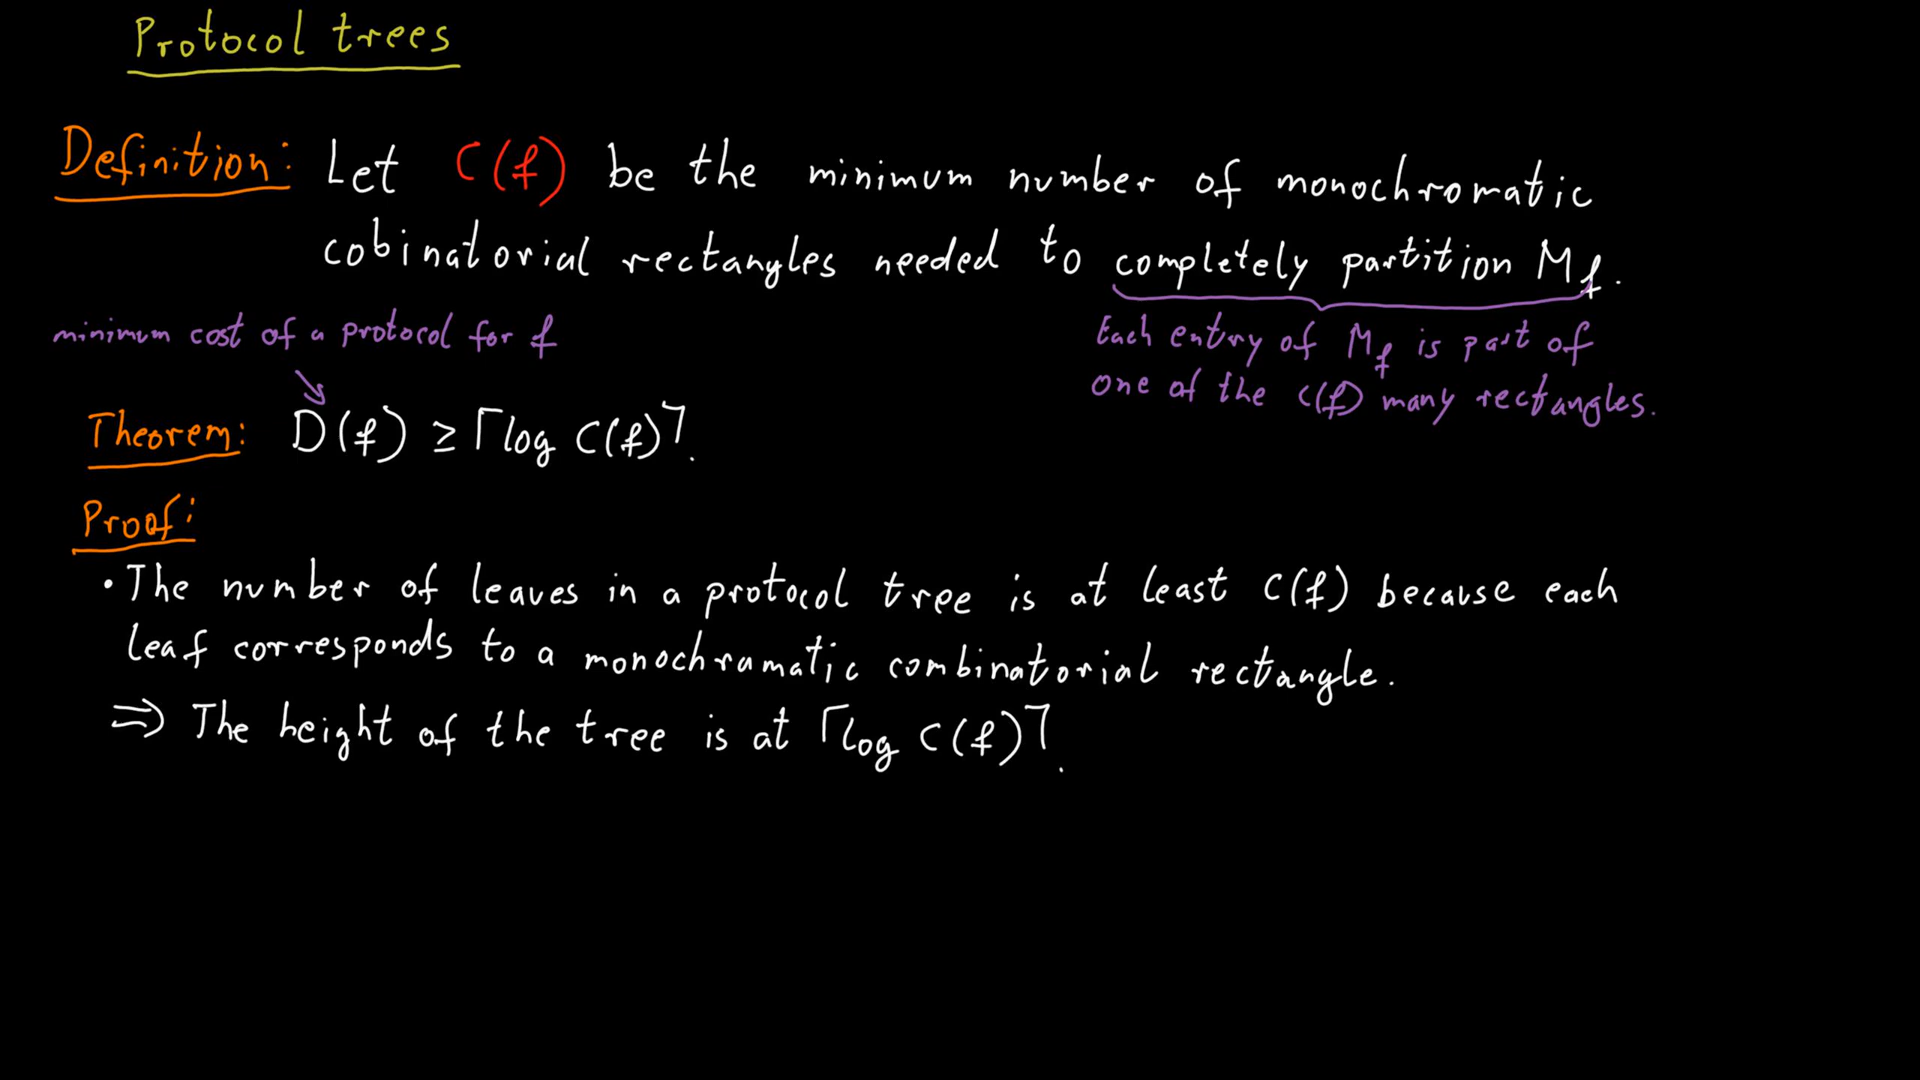 Protocol trees
Definition: Let C(f) be the minimum number of monochromatic
cobinatorial rectangles needed to completely partition M_f.
minimum cost of a protocol for f
Each entry of M_f is part of
one of the C(f) many rectangles.
Theorem: D(f) ≥ ⌈log C(f)⌉.
Proof:
• The number of leaves in a protocol tree is at least C(f) because each
leaf corresponds to a monochramatic combinatorial rectangle.
⇒ The height of the tree is at ⌈log C(f)⌉.